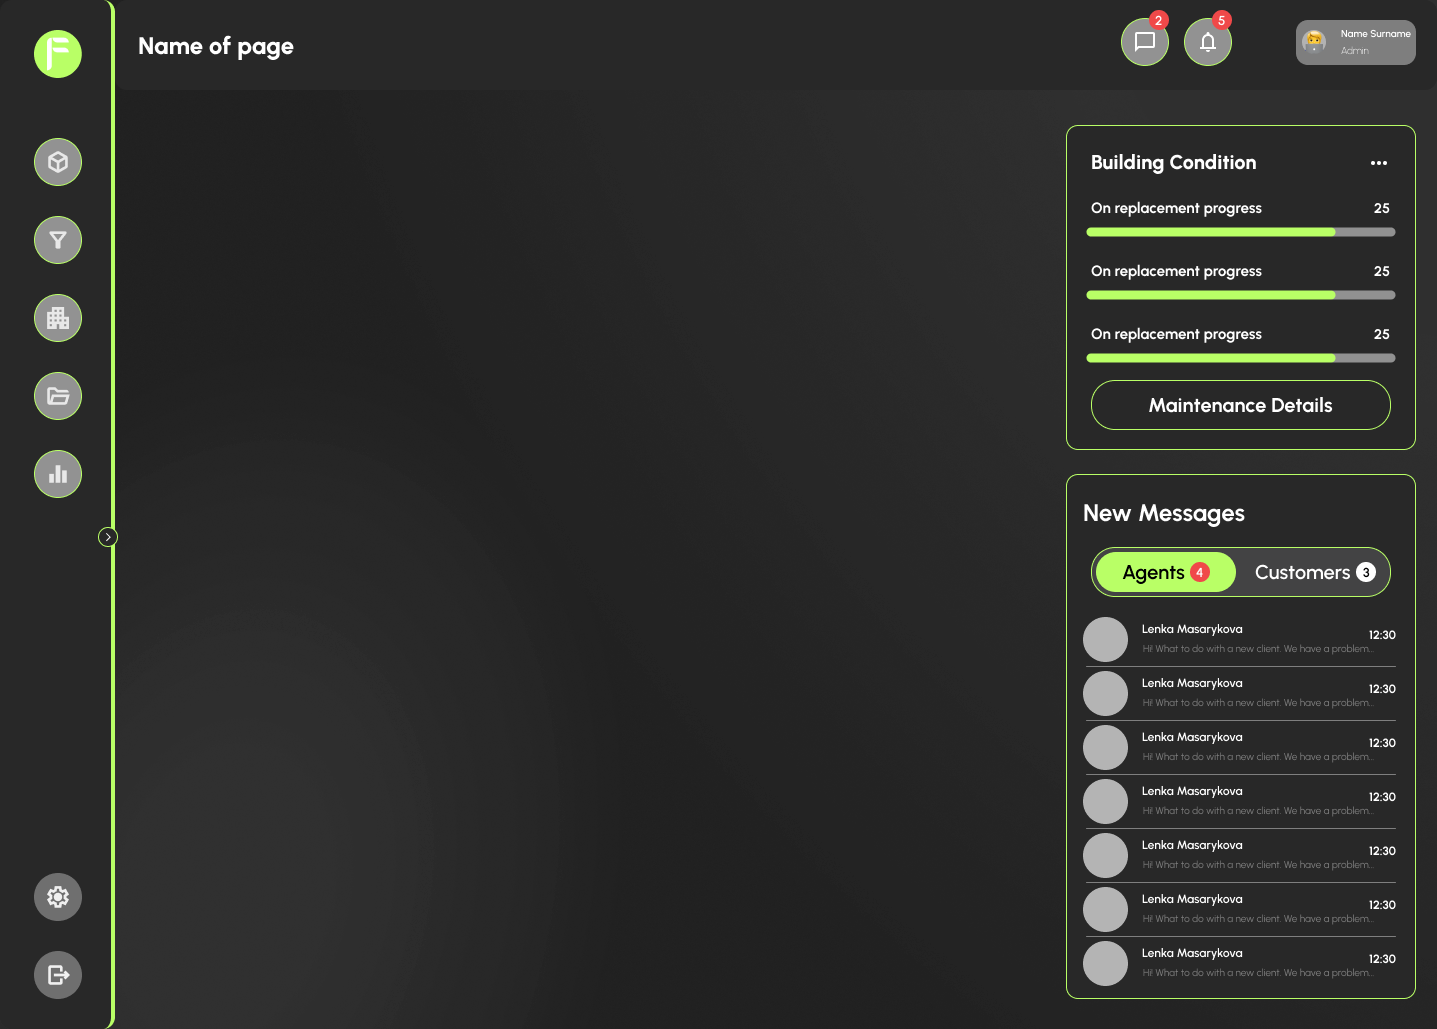 F
Name of page
2
5
Name Surname
Admin
Building Condition
On replacement progress 25
On replacement progress 25
On replacement progress 25
Maintenance Details
New Messages
Agents 4 Customers 3
Lenka Masarykova
12:30
Hi! What to do with a new client. We have a problem...
Lenka Masarykova
12:30
Hi! What to do with a new client. We have a problem...
Lenka Masarykova
12:30
Hi! What to do with a new client. We have a problem...
Lenka Masarykova
12:30
Hi! What to do with a new client. We have a problem...
Lenka Masarykova
12:30
Hi! What to do with a new client. We have a problem...
Lenka Masarykova
12:30
Hi! What to do with a new client. We have a problem...
Lenka Masarykova
12:30
Hi! What to do with a new client. We have a problem...